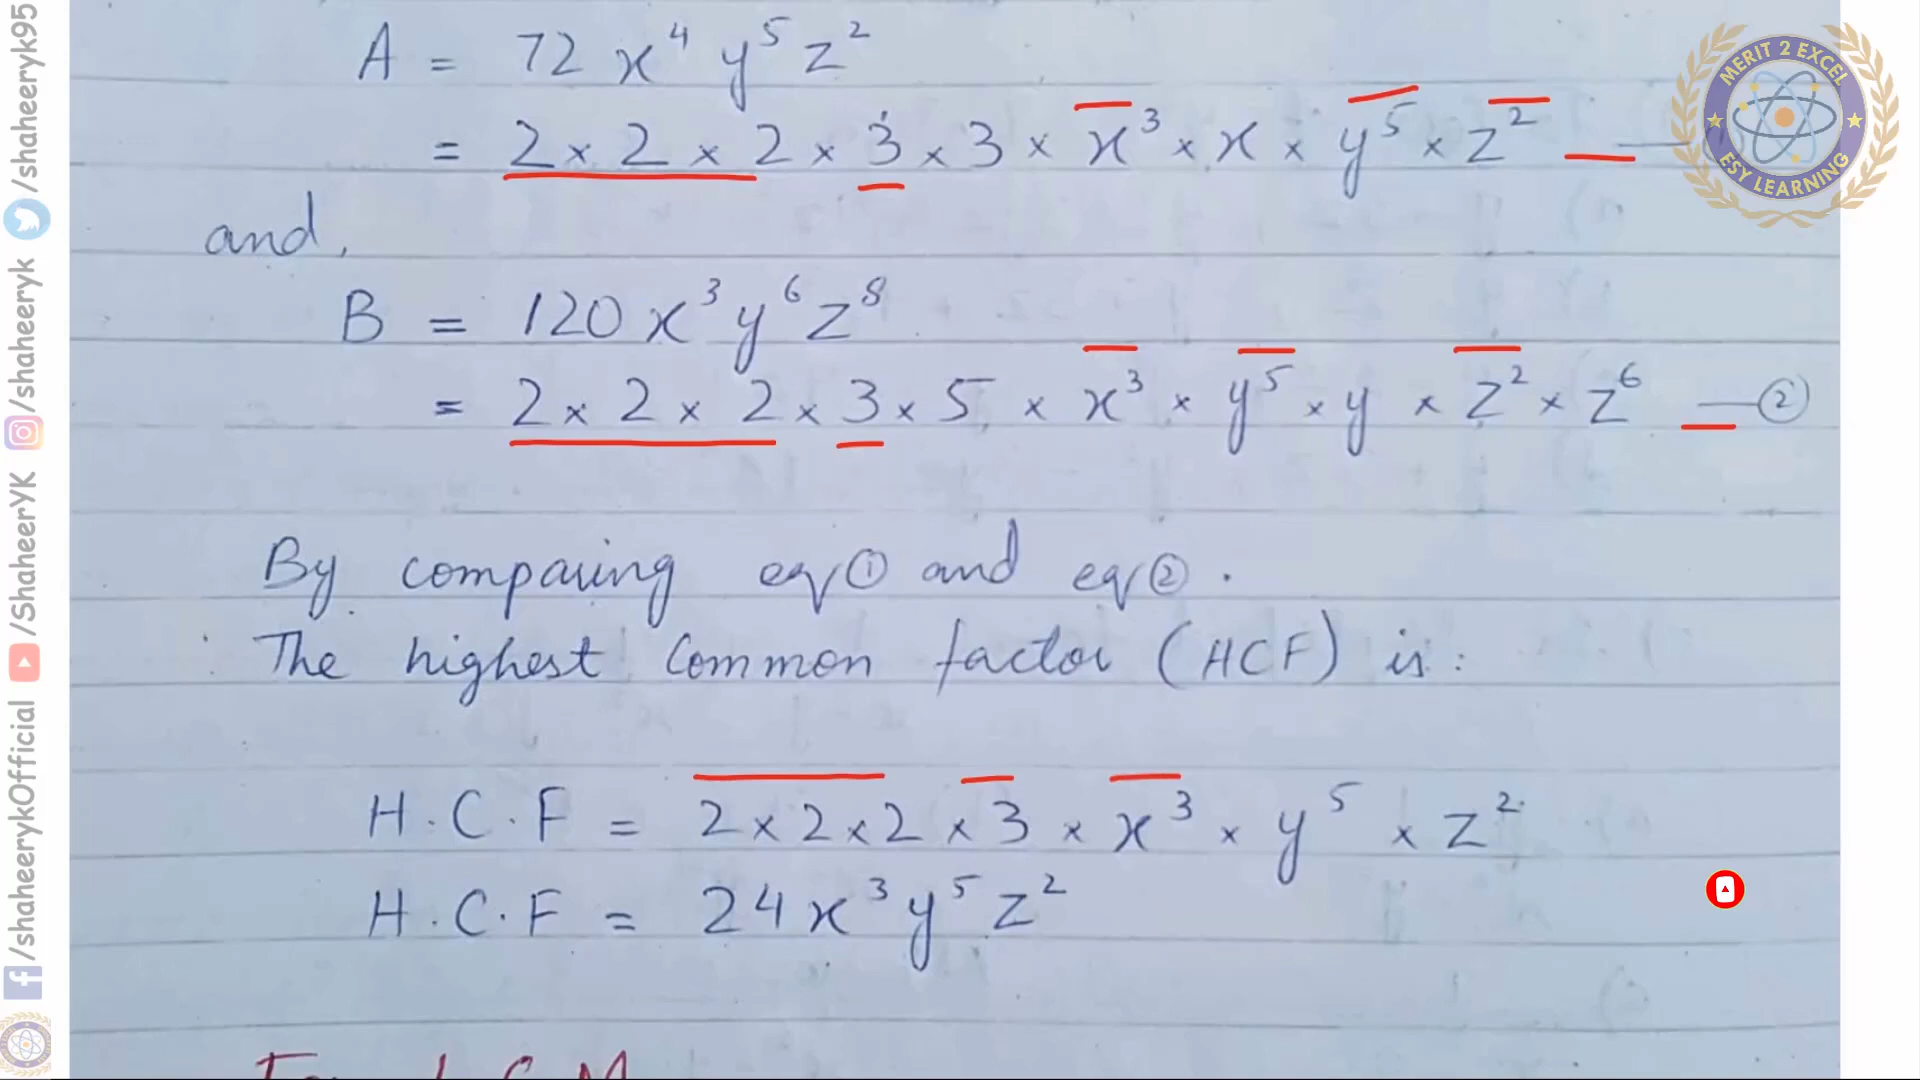 A = 72 x⁴ y⁵ z²
= 2 × 2 × 2 × 3 × 3 × x³ × x × y⁵ × z² —
and,
B = 120 x³ y⁶ z⁸
= 2 × 2 × 2 × 3 × 5 × x³ × y⁵ × y × z² × z⁶ — ②
By comparing eq ① and eq ② .
The highest Common factor (HCF) is :
H.C.F = 2 × 2 × 2 × 3 × x³ × y⁵ × z²
H.C.F = 24 x³ y⁵ z²
MERIT 2 EXCEL
ESY LEARNING
/shaheerykOfficial
/ShaheerYK
/shaheeryk
/shaheeryk95